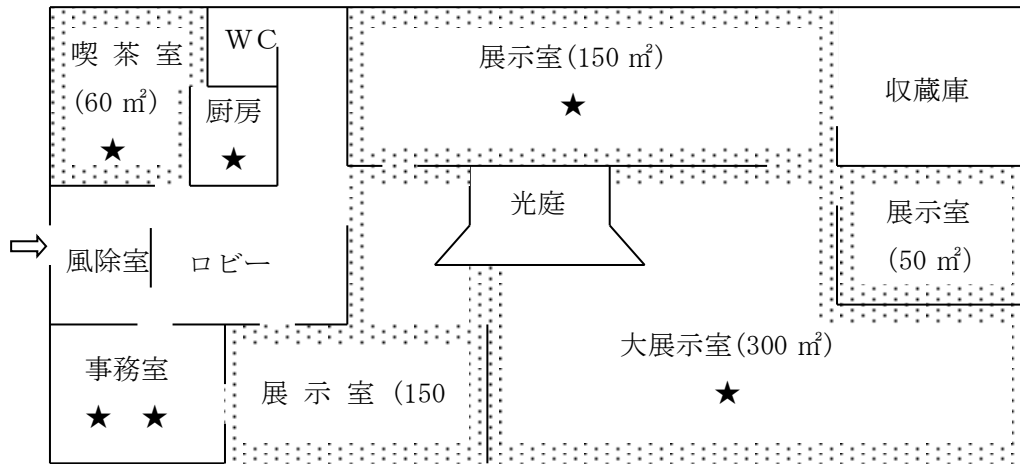 喫 茶 室
(60 ㎡)
★
WC
厨房
★
展示室(150 ㎡)
★
収蔵庫
光庭
展示室
(50 ㎡)
風除室
ロビー
大展示室(300 ㎡)
★
事務室
★ ★
展 示 室 (150